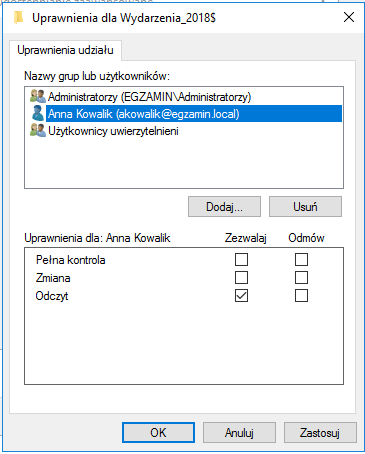 Uprawnienia dla Wydarzenia_2018$
Uprawnienia udziału
Nazwy grup lub użytkowników:
Administratorzy (EGZAMIN\Administratorzy)
Anna Kowalik (akowalik@egzamin.local)
Użytkownicy uwierzytelnieni
Dodaj... Usuń
Uprawnienia dla: Anna Kowalik Zezwalaj Odmów
Pełna kontrola
Zmiana
Odczyt
OK Anuluj Zastosuj